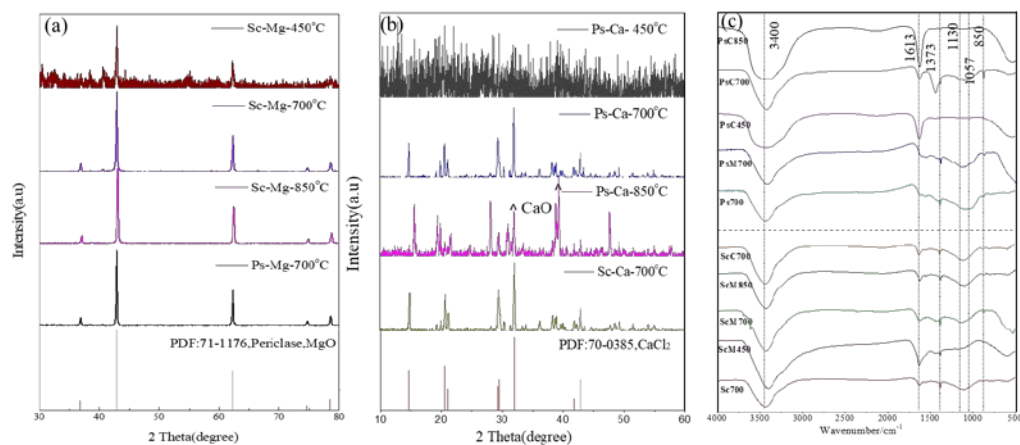 (a)
Sc-Mg-450°C
Sc-Mg-700°C
Sc-Mg-850°C
Ps-Mg-700°C
PDF:71-1176,Periclase,MgO
Intensity(a.u)
30 40 50 60 70 80
2 Theta(degree)
(b)
Ps-Ca- 450°C
Ps-Ca-700°C
Ps-Ca-850°C
^ CaO
^
Sc-Ca-700°C
PDF:70-0385,CaCl₂
Intensity(a.u)
10 20 30 40 50 60
2 Theta(degree)
(c)
3400
1613
1373
1130
1057
850
PsC850
PsC700
PsC450
PsM700
Ps700
ScC700
ScM850
ScM700
ScM450
Sc700
4000 3000 2000 1500 1000 500
Wavenumber/cm⁻¹